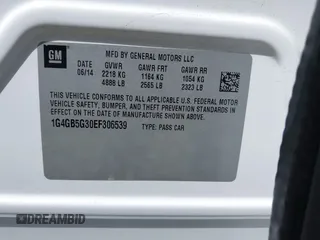 GM
MFD BY GENERAL MOTORS LLC
DATE GVWR GAWR FRT GAWR RR
06/14 2218 KG 1164 KG 1054 KG
4888 LB 2565 LB 2323 LB
THIS VEHICLE CONFORMS TO ALL APPLICABLE U.S. FEDERAL MOTOR
VEHICLE SAFETY, BUMPER, AND THEFT PREVENTION STANDARDS IN
EFFECT ON THE DATE OF MANUFACTURE SHOWN ABOVE.
1G4GB5G30EF306539 TYPE: PASS CAR
DREAMBID